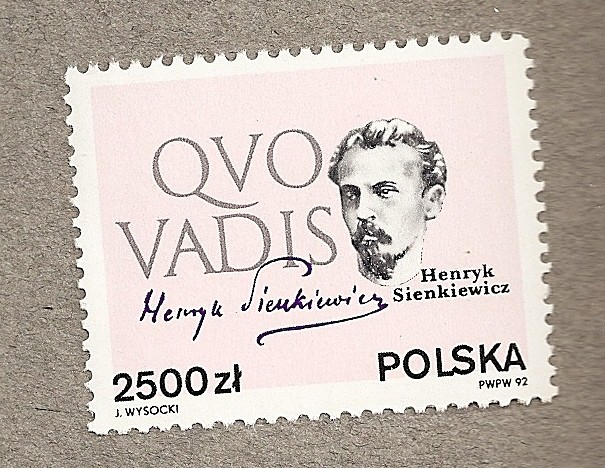 QVO
VADIS
Henryk Sienkiewicz
Henryk
Sienkiewicz
2500 zł
POLSKA
J. WYSOCKI
PWPW 92